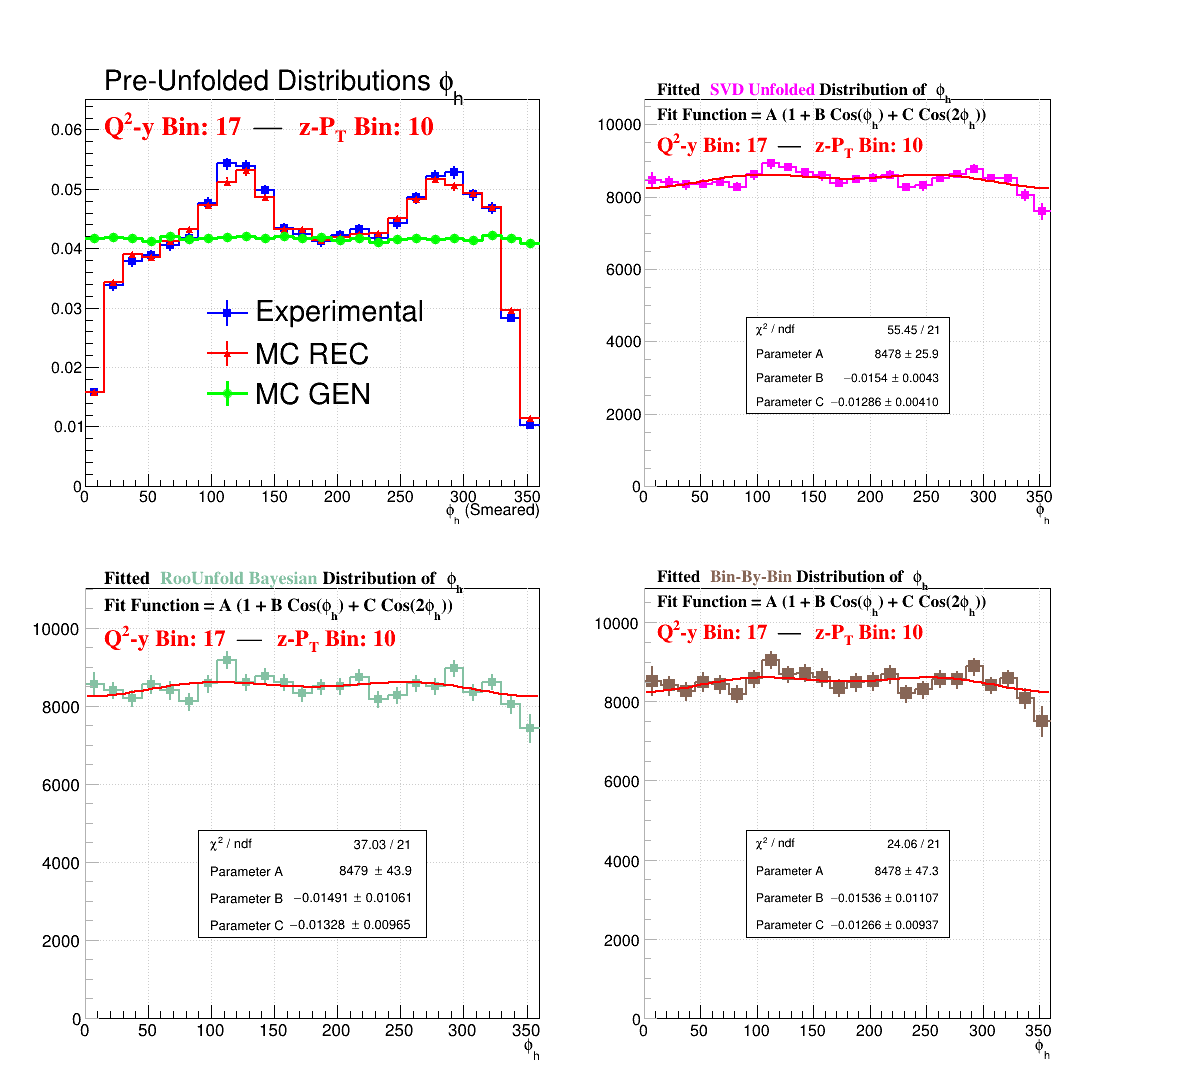 Pre-Unfolded Distributions ϕh
Q²-y Bin: 17 — z-PT Bin: 10
0.06
0.05
0.04
0.03
0.02
0.01
0
Experimental
MC REC
MC GEN
0 50 100 150 200 250 300 350
ϕh (Smeared)
Fitted SVD Unfolded Distribution of ϕh
Fit Function = A (1 + B Cos(ϕh) + C Cos(2ϕh))
Q²-y Bin: 17 — z-PT Bin: 10
10000
8000
6000
4000
2000
0
χ² / ndf 55.45 / 21
Parameter A 8478 ± 25.9
Parameter B −0.0154 ± 0.0043
Parameter C −0.01286 ± 0.00410
0 50 100 150 200 250 300 350
ϕh
Fitted RooUnfold Bayesian Distribution of ϕh
Fit Function = A (1 + B Cos(ϕh) + C Cos(2ϕh))
Q²-y Bin: 17 — z-PT Bin: 10
10000
8000
6000
4000
2000
0
χ² / ndf 37.03 / 21
Parameter A 8479 ± 43.9
Parameter B −0.01491 ± 0.01061
Parameter C −0.01328 ± 0.00965
0 50 100 150 200 250 300 350
ϕh
Fitted Bin-By-Bin Distribution of ϕh
Fit Function = A (1 + B Cos(ϕh) + C Cos(2ϕh))
Q²-y Bin: 17 — z-PT Bin: 10
10000
8000
6000
4000
2000
0
χ² / ndf 24.06 / 21
Parameter A 8478 ± 47.3
Parameter B −0.01536 ± 0.01107
Parameter C −0.01266 ± 0.00937
0 50 100 150 200 250 300 350
ϕh